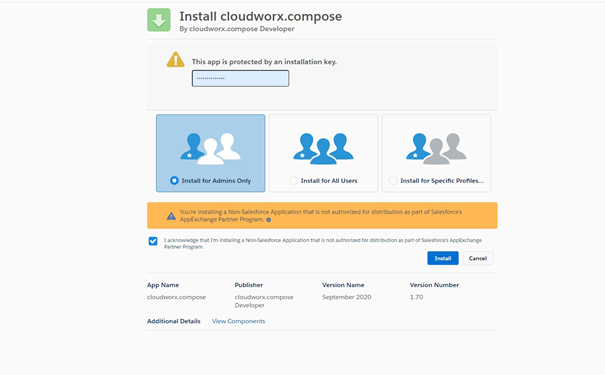 Install cloudworx.compose
By cloudworx.compose Developer
This app is protected by an installation key.
Install for Admins Only
Install for All Users
Install for Specific Profiles...
You're installing a Non-Salesforce Application that is not authorized for distribution as part of Salesforce's
AppExchange Partner Program.
I acknowledge that I'm installing a Non-Salesforce Application that is not authorized for distribution as part of Salesforce's AppExchange
Partner Program.
Install
Cancel
App Name
Publisher
Version Name
Version Number
cloudworx.compose
cloudworx.compose
Developer
September 2020
1.70
Additional Details
View Components